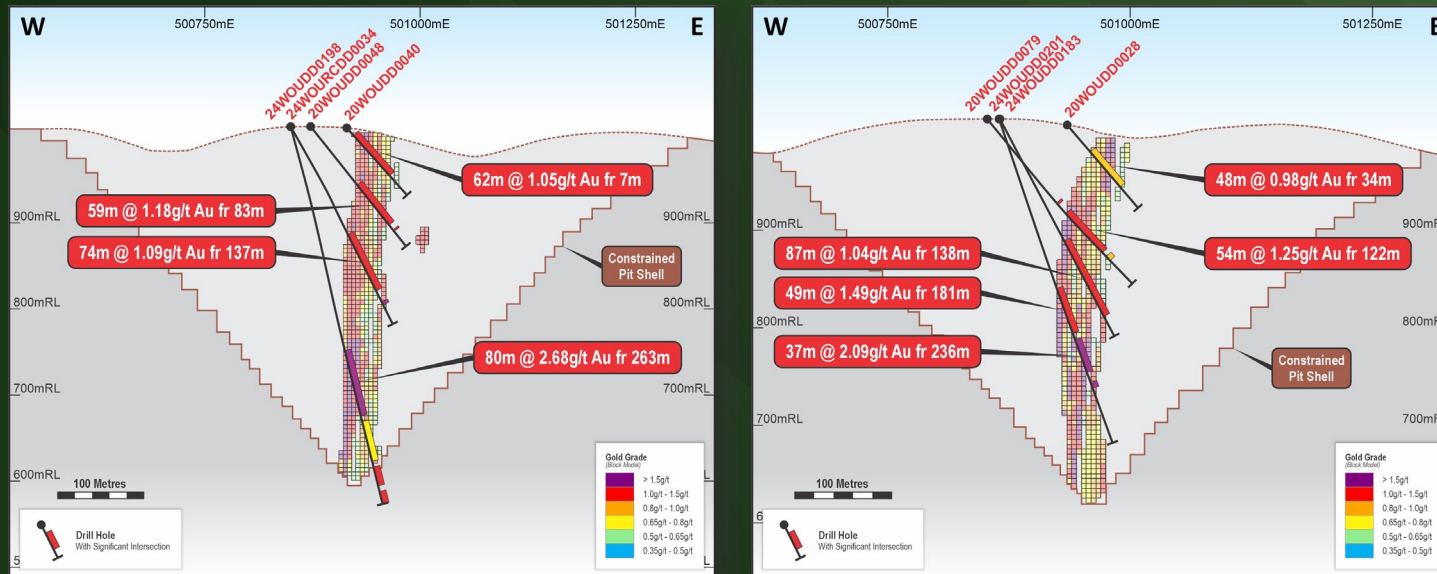 W
500750mE
501000mE
501250mE
E
24WOUDD0198
24WOURCDD0034
20WOUDD0048
20WOUDD0040
62m @ 1.05g/t Au fr 7m
59m @ 1.18g/t Au fr 83m
74m @ 1.09g/t Au fr 137m
80m @ 2.68g/t Au fr 263m
900mRL
900mRL
Constrained
Pit Shell
800mRL
800mRL
700mRL
700mRL
600mRL
100 Metres
Drill Hole
With Significant Intersection
Gold Grade
(Block Model)
> 1.5g/t
1.0g/t - 1.5g/t
0.8g/t - 1.0g/t
0.65g/t - 0.8g/t
0.5g/t - 0.65g/t
0.35g/t - 0.5g/t
W
500750mE
501000mE
501250mE
E
20WOUDD0079
24WOUDD0201
24WOUDD0183
20WOUDD0028
48m @ 0.98g/t Au fr 34m
54m @ 1.25g/t Au fr 122m
87m @ 1.04g/t Au fr 138m
49m @ 1.49g/t Au fr 181m
37m @ 2.09g/t Au fr 236m
900mRL
900mR
800mRL
800mR
700mRL
700mR
Constrained
Pit Shell
100 Metres
Drill Hole
With Significant Intersection
Gold Grade
(Block Model)
> 1.5g/t
1.0g/t - 1.5g/t
0.8g/t - 1.0g/t
0.65g/t - 0.8g/t
0.5g/t - 0.65g/t
0.35g/t - 0.5g/t